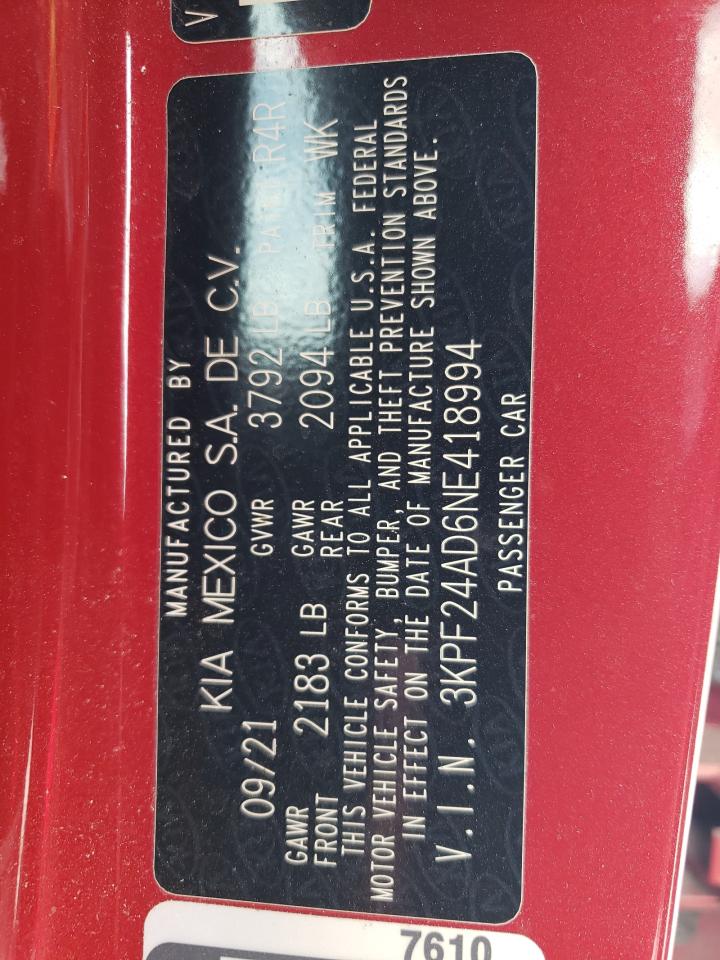 V
MANUFACTURED BY
KIA MEXICO S.A. DE C.V.
09/21 GVWR 3792 LB PAINT R4R
GAWR FRONT 2183 LB GAWR REAR 2094 LB TRIM WK
THIS VEHICLE CONFORMS TO ALL APPLICABLE U.S.A. FEDERAL
MOTOR VEHICLE SAFETY, BUMPER, AND THEFT PREVENTION STANDARDS
IN EFFECT ON THE DATE OF MANUFACTURE SHOWN ABOVE.
V.I.N. 3KPF24AD6NE418994
PASSENGER CAR
7610